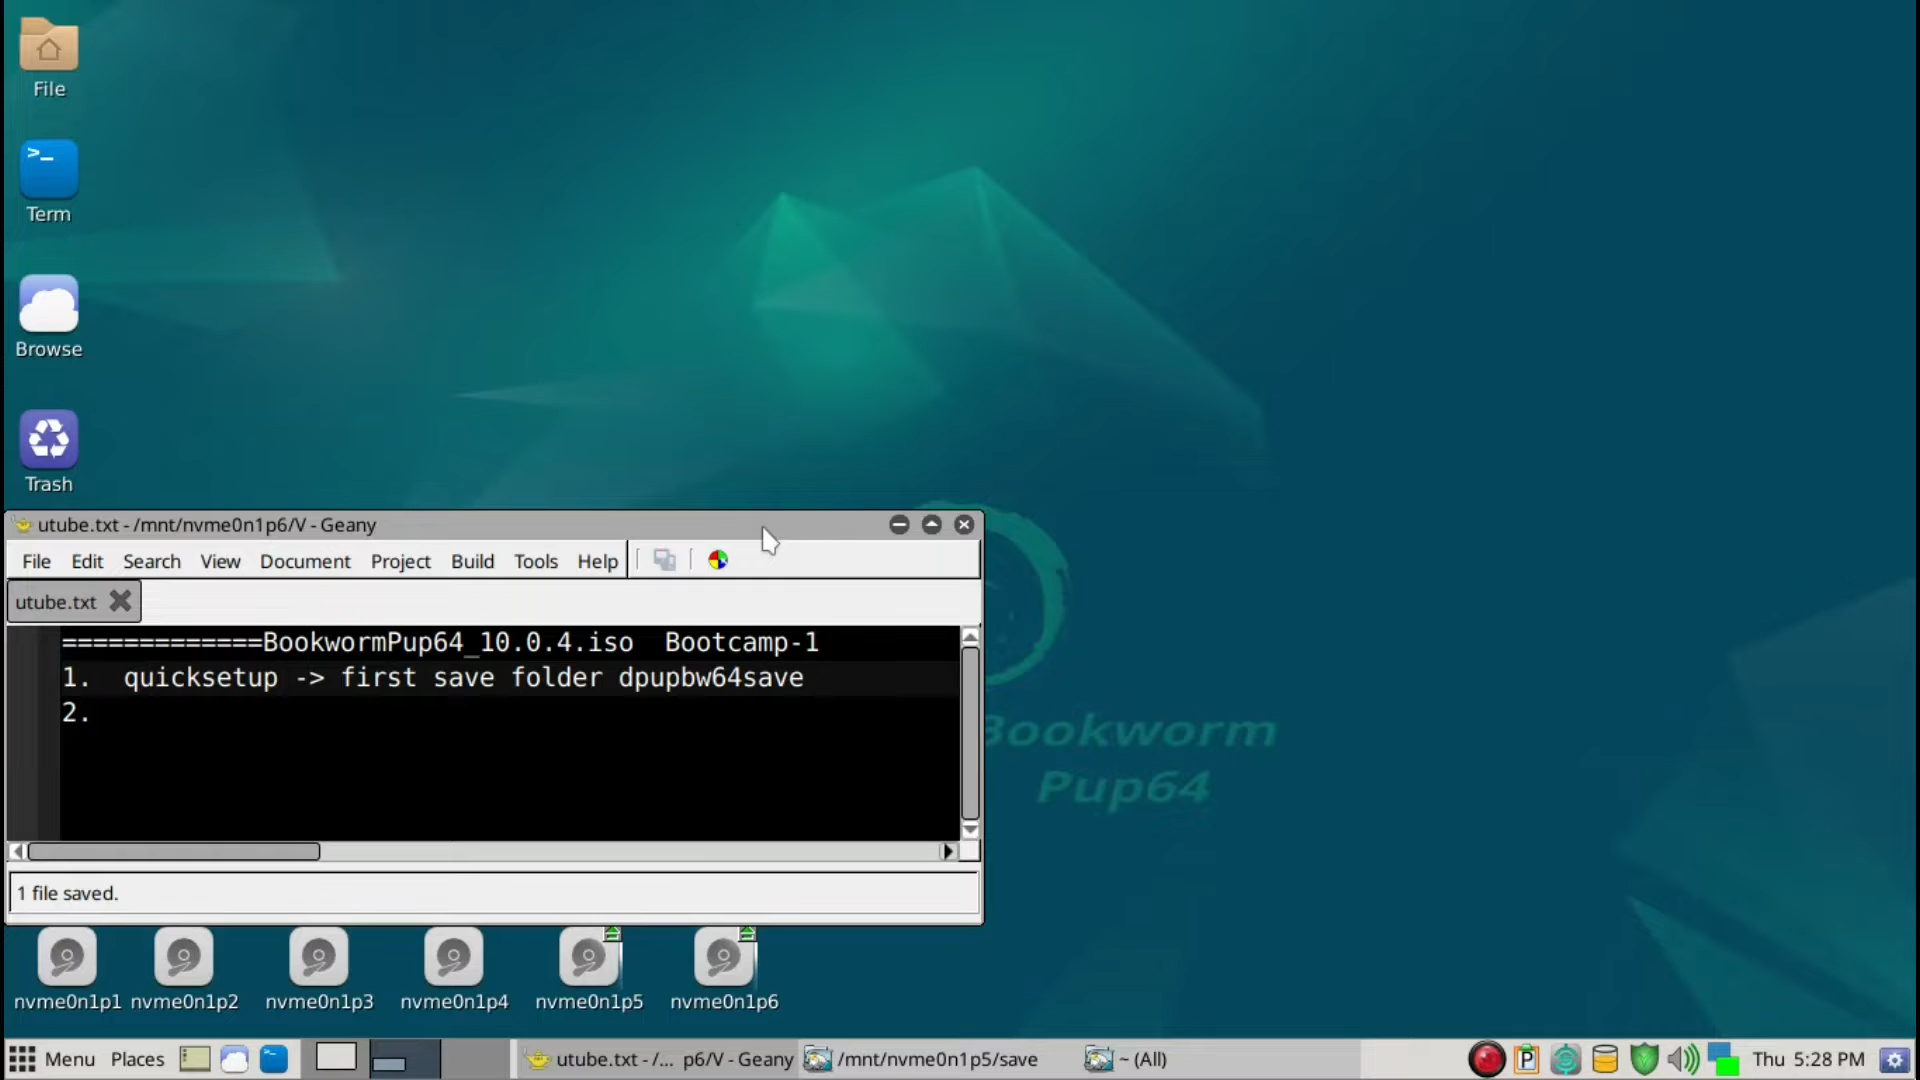 File
Term
Browse
Trash
utube.txt - /mnt/nvme0n1p6/V - Geany
File Edit Search View Document Project Build Tools Help
utube.txt
=============BookwormPup64_10.0.4.iso  Bootcamp-1
1.  quicksetup -> first save folder dpupbw64save
2.
1 file saved.
Bookworm
Pup64
nvme0n1p1 nvme0n1p2 nvme0n1p3 nvme0n1p4 nvme0n1p5 nvme0n1p6
Menu Places utube.txt - /... p6/V - Geany /mnt/nvme0n1p5/save ~ (All) P Thu 5:28 PM